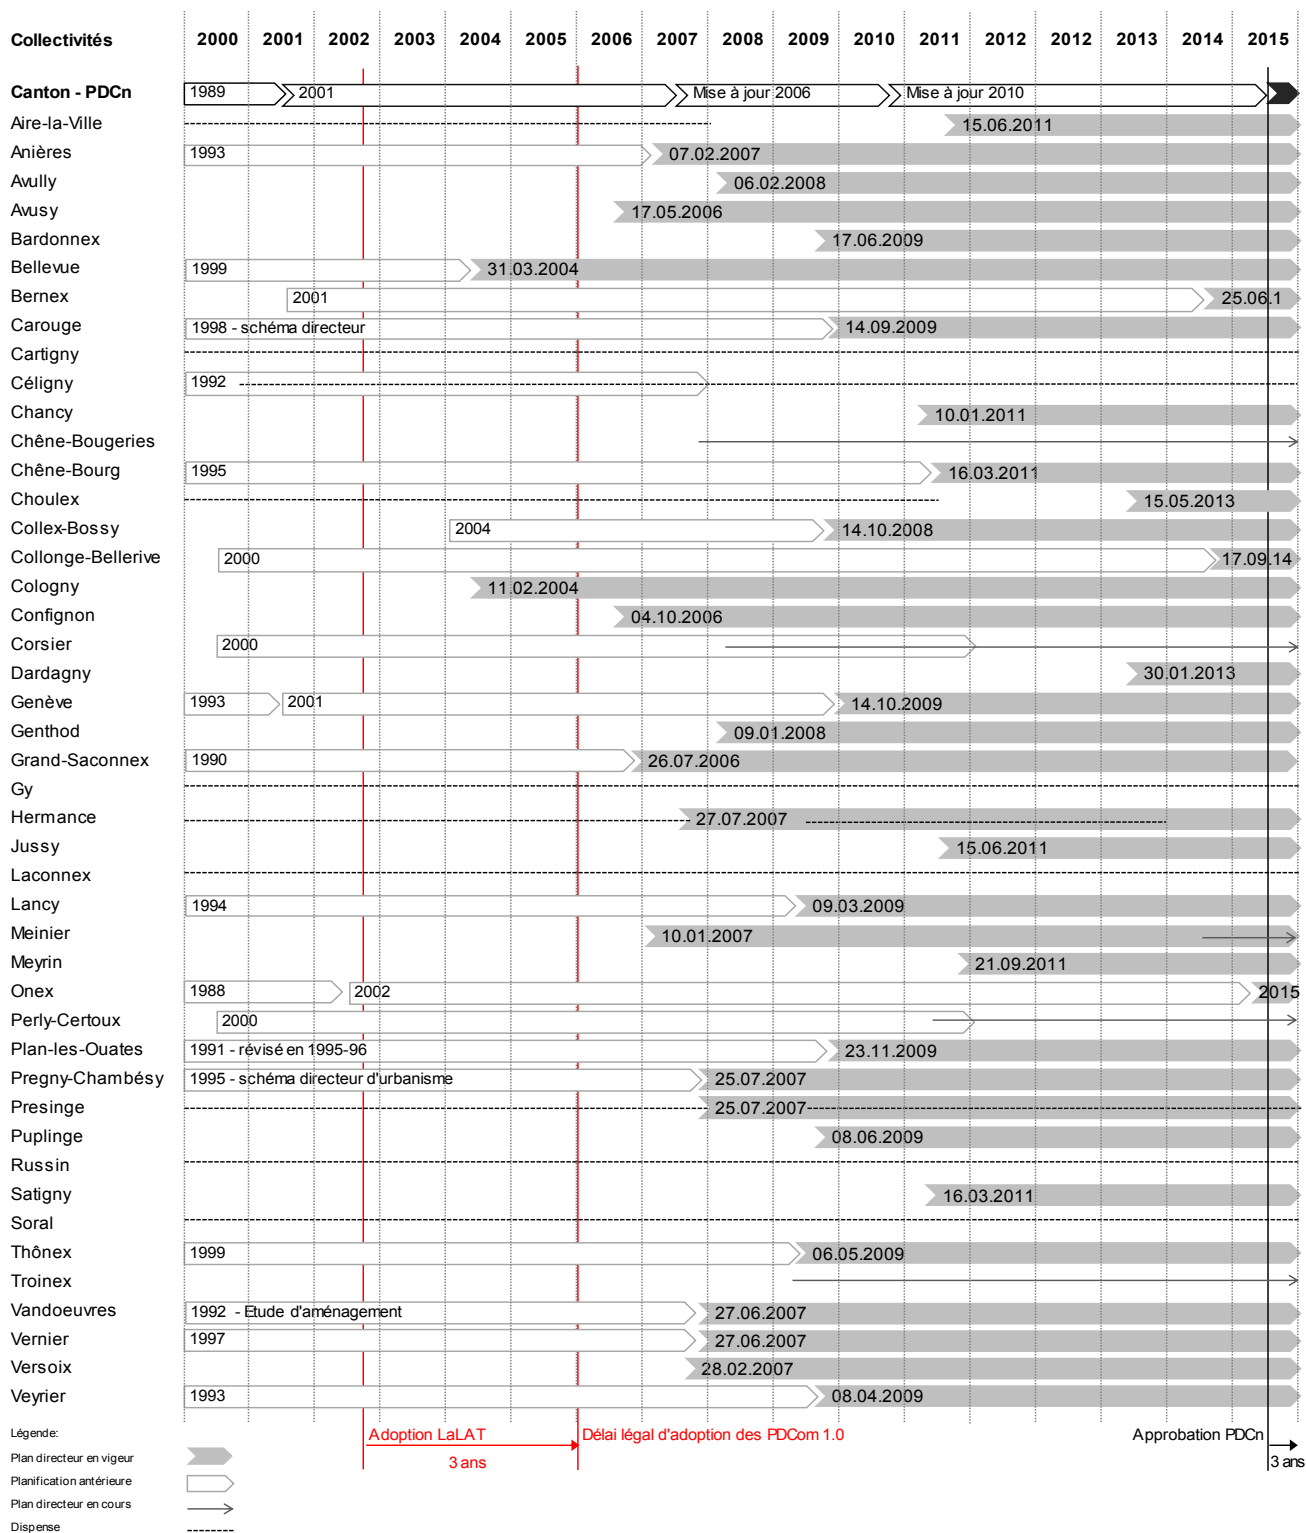 Collectivités 2000 2001 2002 2003 2004 2005 2006 2007 2008 2009 2010 2011 2012 2012 2013 2014 2015
Canton - PDCn 1989 2001 Mise à jour 2006 Mise à jour 2010
Aire-la-Ville 15.06.2011
Anières 1993 07.02.2007
Avully 06.02.2008
Avusy 17.05.2006
Bardonnex 17.06.2009
Bellevue 1999 31.03.2004
Bernex 2001 25.06.1
Carouge 1998 - schéma directeur 14.09.2009
Cartigny
Céligny 1992
Chancy 10.01.2011
Chêne-Bougeries
Chêne-Bourg 1995 16.03.2011
Choulex 15.05.2013
Collex-Bossy 2004 14.10.2008
Collonge-Bellerive 2000 17.09.14
Cologny 11.02.2004
Confignon 04.10.2006
Corsier 2000
Dardagny 30.01.2013
Genève 1993 2001 14.10.2009
Genthod 09.01.2008
Grand-Saconnex 1990 26.07.2006
Gy
Hermance 27.07.2007
Jussy 15.06.2011
Laconnex
Lancy 1994 09.03.2009
Meinier 10.01.2007
Meyrin 21.09.2011
Onex 1988 2002 2015
Perly-Certoux 2000
Plan-les-Ouates 1991 - révisé en 1995-96 23.11.2009
Pregny-Chambésy 1995 - schéma directeur d'urbanisme 25.07.2007
Presinge 25.07.2007
Puplinge 08.06.2009
Russin
Satigny 16.03.2011
Soral
Thônex 1999 06.05.2009
Troinex
Vandoeuvres 1992 - Etude d'aménagement 27.06.2007
Vernier 1997 27.06.2007
Versoix 28.02.2007
Veyrier 1993 08.04.2009
Légende: Adoption LaLAT Délai légal d'adoption des PDCom 1.0 Approbation PDCn
Plan directeur en vigueur 3 ans 3 ans
Planification antérieure
Plan directeur en cours
Dispense